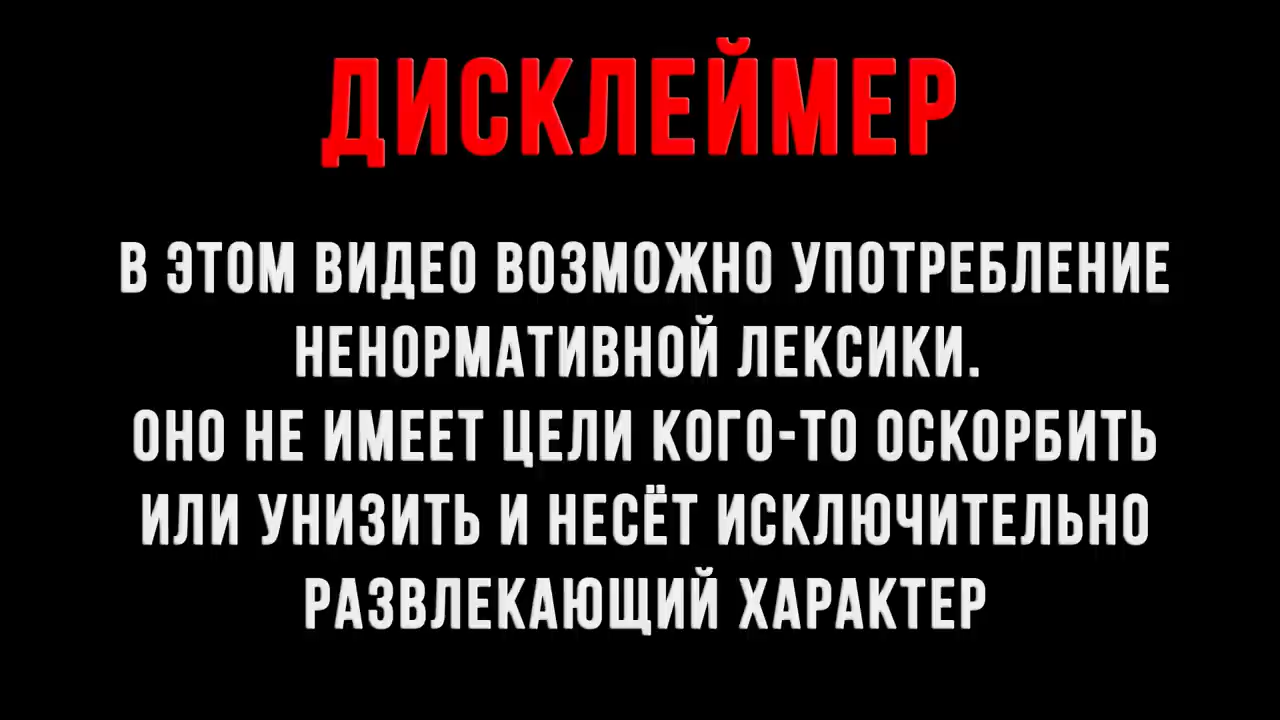 ДИСКЛЕЙМЕР
В ЭТОМ ВИДЕО ВОЗМОЖНО УПОТРЕБЛЕНИЕ
НЕНОРМАТИВНОЙ ЛЕКСИКИ.
ОНО НЕ ИМЕЕТ ЦЕЛИ КОГО-ТО ОСКОРБИТЬ
ИЛИ УНИЗИТЬ И НЕСЁТ ИСКЛЮЧИТЕЛЬНО
РАЗВЛЕКАЮЩИЙ ХАРАКТЕР